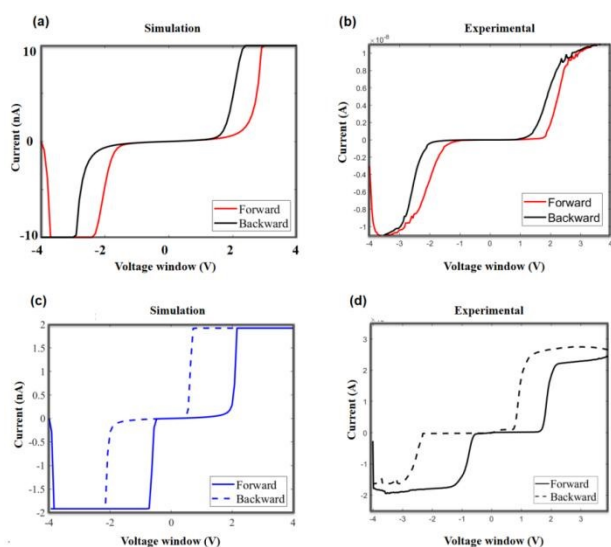 (a)
Simulation
10
0
-10
Current (nA)
-4
-2
0
2
4
Voltage window (V)
Forward
Backward
(b)
Experimental
1
0.8
0.6
0.4
0.2
0
-0.2
-0.4
-0.6
-0.8
-1
Current (A)
-4
-3
-2
-1
0
1
2
3
4
Voltage window (V)
Forward
Backward
(c)
Simulation
2
1.5
1
0.5
0
-0.5
-1
-1.5
-2
Current (nA)
-4
-2
0
2
4
Voltage window (V)
Forward
Backward
(d)
Experimental
3
2
1
0
-1
-2
Current (A)
-4
-3
-2
-1
0
1
2
3
Voltage window (V)
Forward
Backward